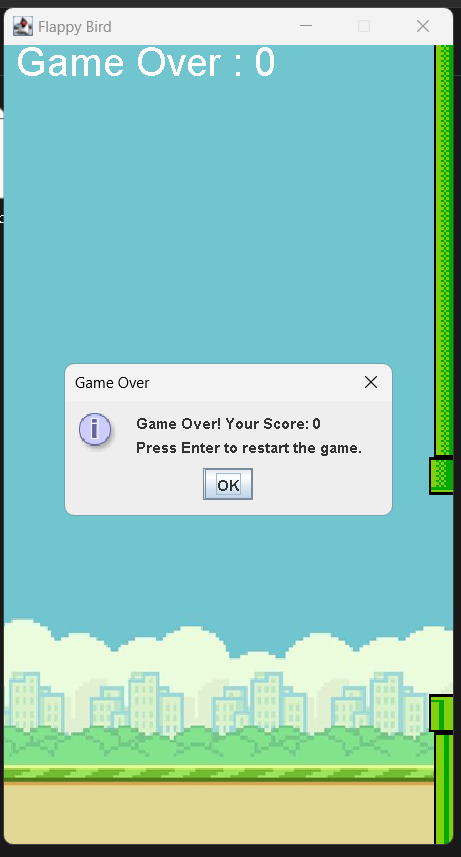 Flappy Bird
Game Over : 0
Game Over
Game Over! Your Score: 0
Press Enter to restart the game.
OK